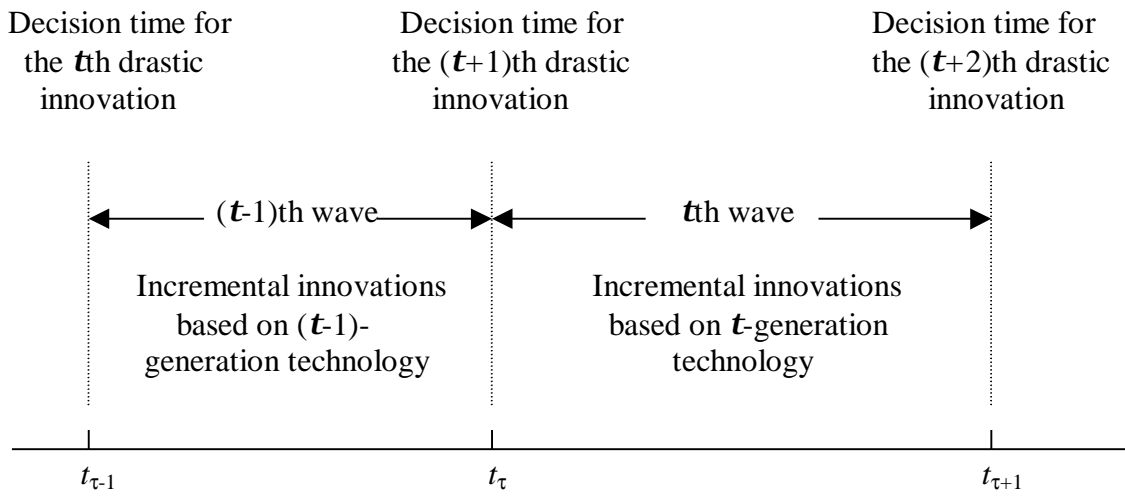 Decision time for
the tth drastic
innovation
Decision time for
the (t+1)th drastic
innovation
Decision time for
the (t+2)th drastic
innovation
(t-1)th wave
tth wave
Incremental innovations
based on (t-1)-
generation technology
Incremental innovations
based on t-generation
technology
tτ-1
tτ
tτ+1